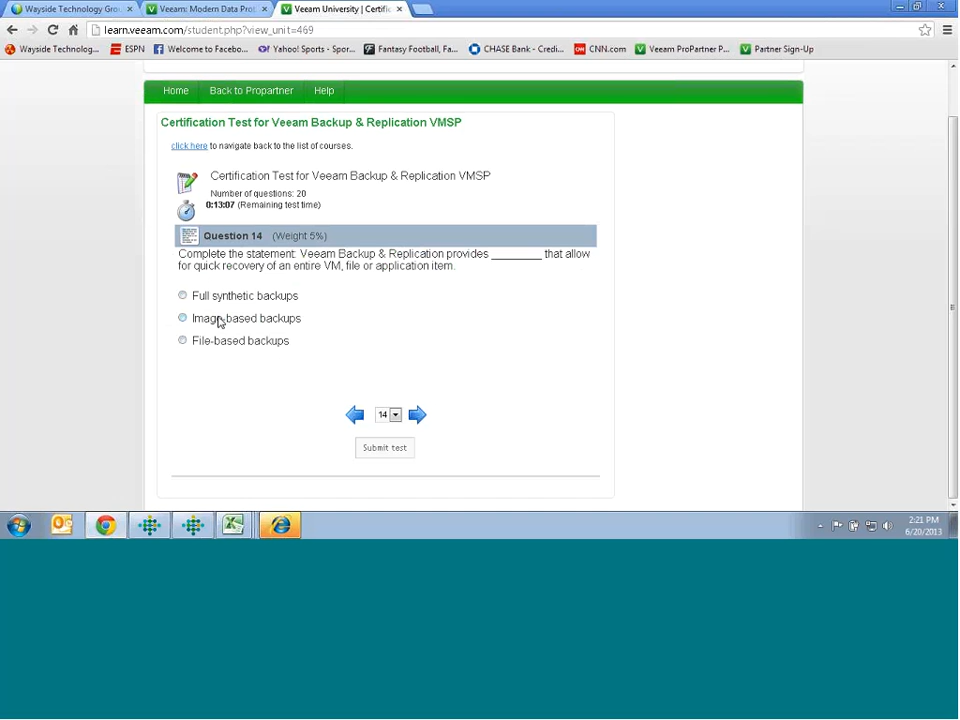 Wayside Technology Grou
Veeam: Modern Data Prot
Veeam University | Certific
learn.veeam.com/student.php?view_unit=469
Wayside Technolog...
ESPN
Welcome to Facebo...
Yahoo! Sports - Spor...
Fantasy Football, Fa...
CHASE Bank - Credi...
CNN.com
Veeam ProPartner P...
Partner Sign-Up
Home
Back to Propartner
Help
Certification Test for Veeam Backup & Replication VMSP
click here to navigate back to the list of courses.
Certification Test for Veeam Backup & Replication VMSP
Number of questions: 20
0:13:07 (Remaining test time)
Question 14 (Weight 5%)
Complete the statement: Veeam Backup & Replication provides ________ that allow
for quick recovery of an entire VM, file or application item.
Full synthetic backups
Image-based backups
File-based backups
14
Submit test
2:21 PM
6/20/2013